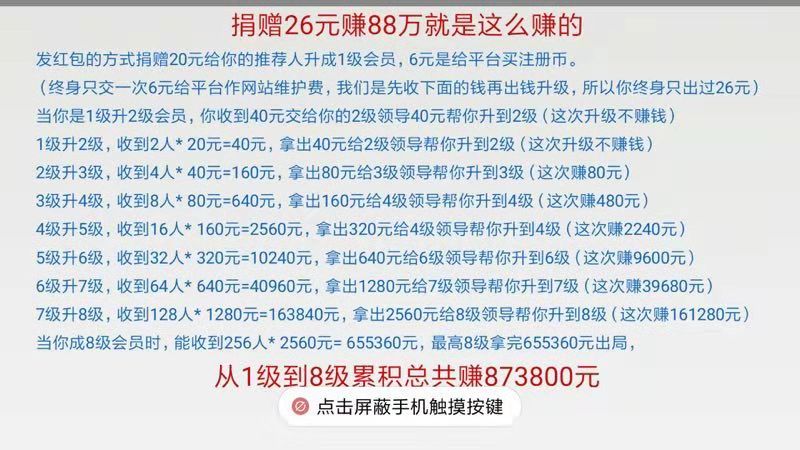 捐赠26元赚88万就是这么赚的
发红包的方式捐赠20元给你的推荐人升成1级会员，6元是给平台买注册币。
（终身只交一次6元给平台作网站维护费，我们是先收下面的钱再出钱升级，所以你终身只出过26元）
当你是1级升2级会员，你收到40元交给你的2级领导40元帮你升到2级（这次升级不赚钱）
1级升2级，收到2人* 20元=40元，拿出40元给2级领导帮你升到2级（这次升级不赚钱）
2级升3级，收到4人* 40元=160元，拿出80元给3级领导帮你升到3级（这次赚80元）
3级升4级，收到8人* 80元=640元，拿出160元给4级领导帮你升到4级（这次赚480元）
4级升5级，收到16人* 160元=2560元，拿出320元给4级领导帮你升到4级（这次赚2240元）
5级升6级，收到32人* 320元=10240元，拿出640元给6级领导帮你升到6级（这次赚9600元）
6级升7级，收到64人* 640元=40960元，拿出1280元给7级领导帮你升到7级（这次赚39680元）
7级升8级，收到128人* 1280元=163840元，拿出2560元给8级领导帮你升到8级（这次赚161280元）
当你成8级会员时，能收到256人* 2560元= 655360元，最高8级拿完655360元出局，
从1级到8级累积总共赚873800元
点击屏蔽手机触摸按键